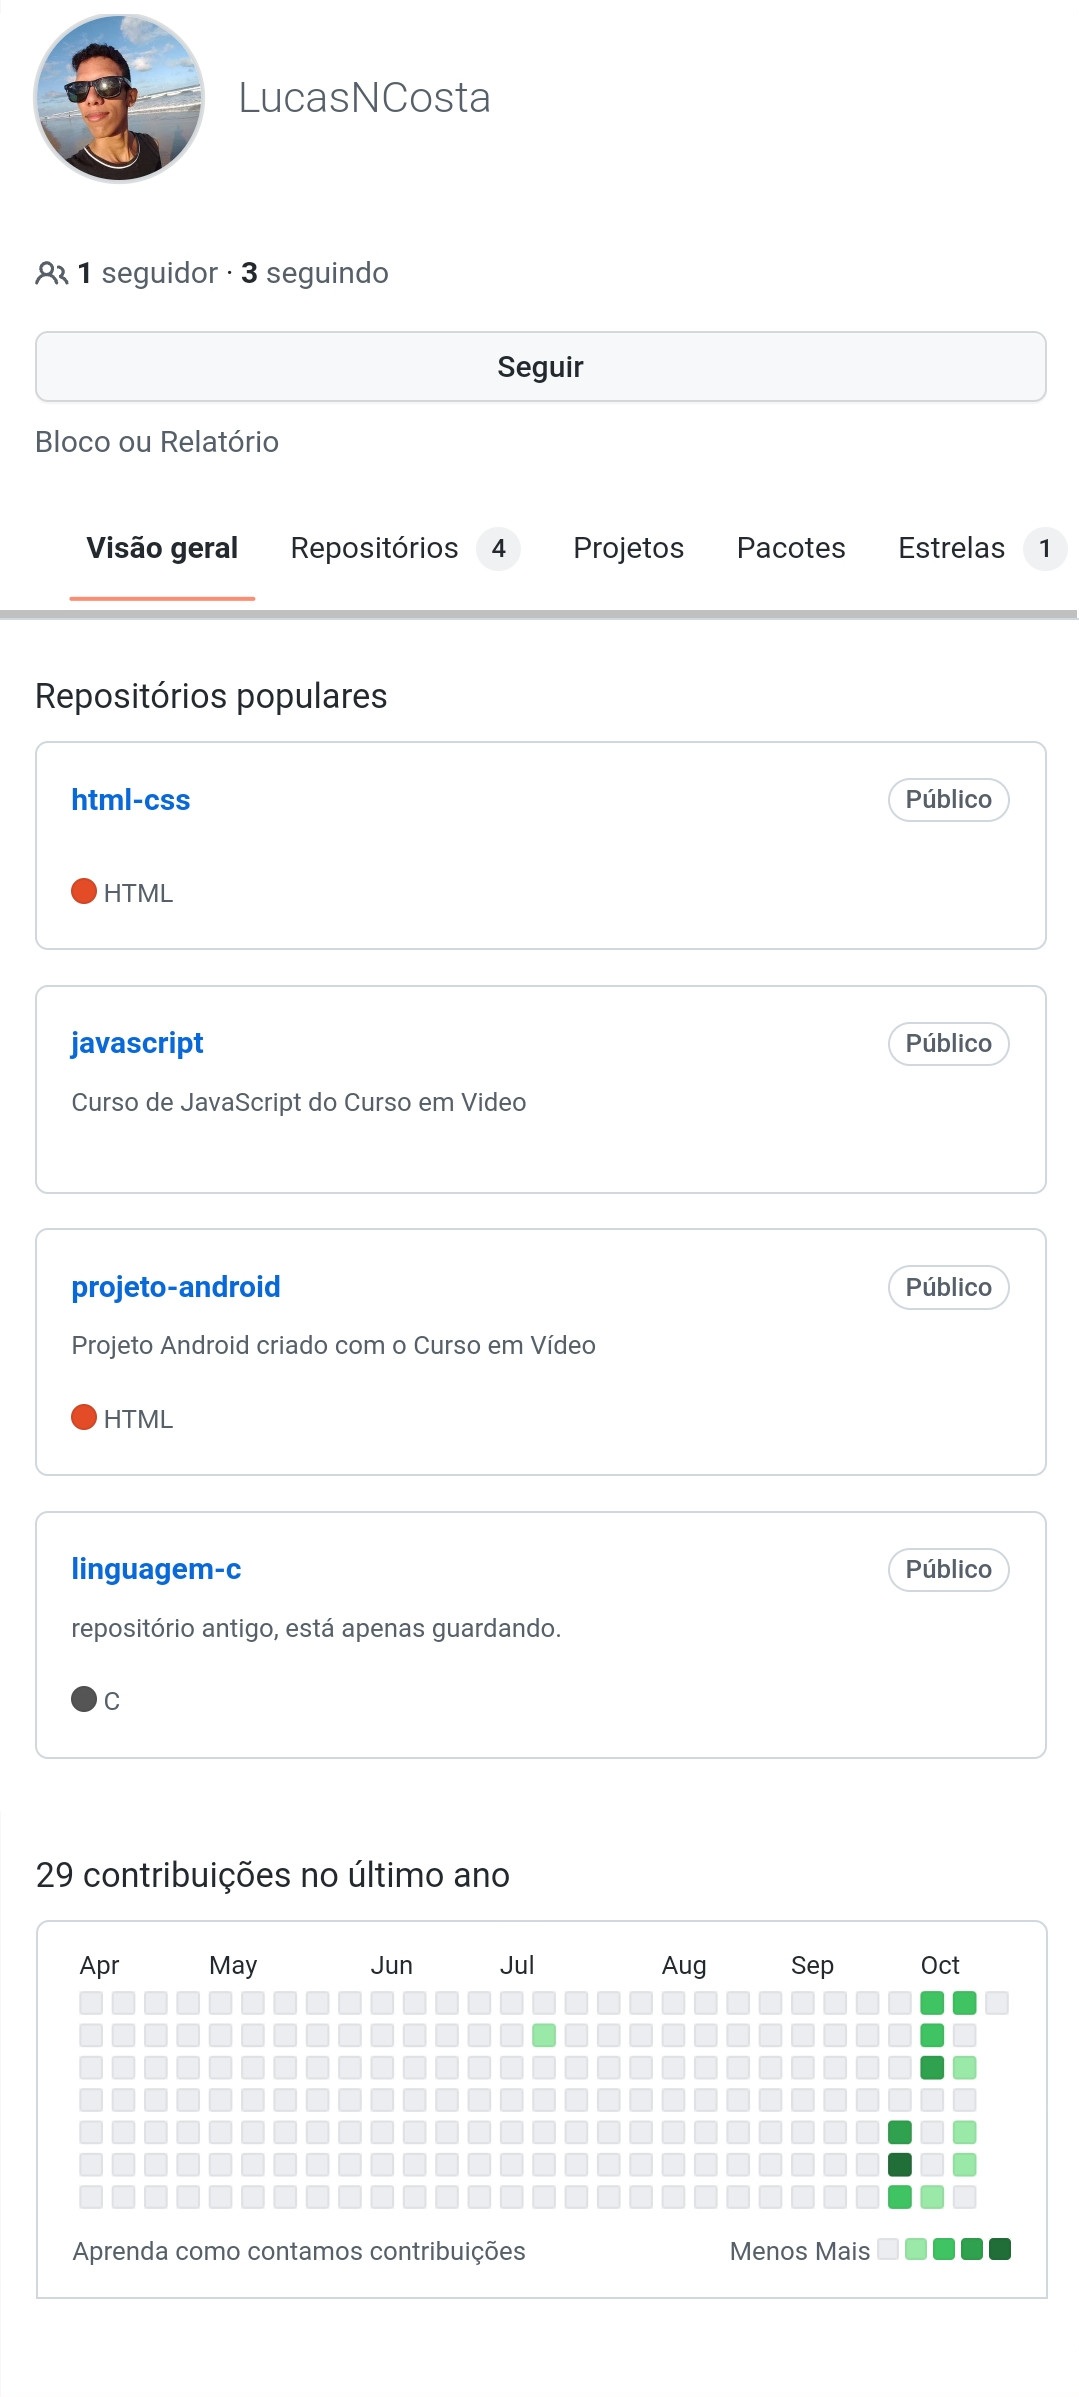 LucasNCosta
1 seguidor · 3 seguindo
Seguir
Bloco ou Relatório
Visão geral Repositórios 4 Projetos Pacotes Estrelas 1
Repositórios populares
html-css Público
HTML
javascript Público
Curso de JavaScript do Curso em Video
projeto-android Público
Projeto Android criado com o Curso em Vídeo
HTML
linguagem-c Público
repositório antigo, está apenas guardando.
C
29 contribuições no último ano
Apr May Jun Jul Aug Sep Oct
Aprenda como contamos contribuições Menos Mais